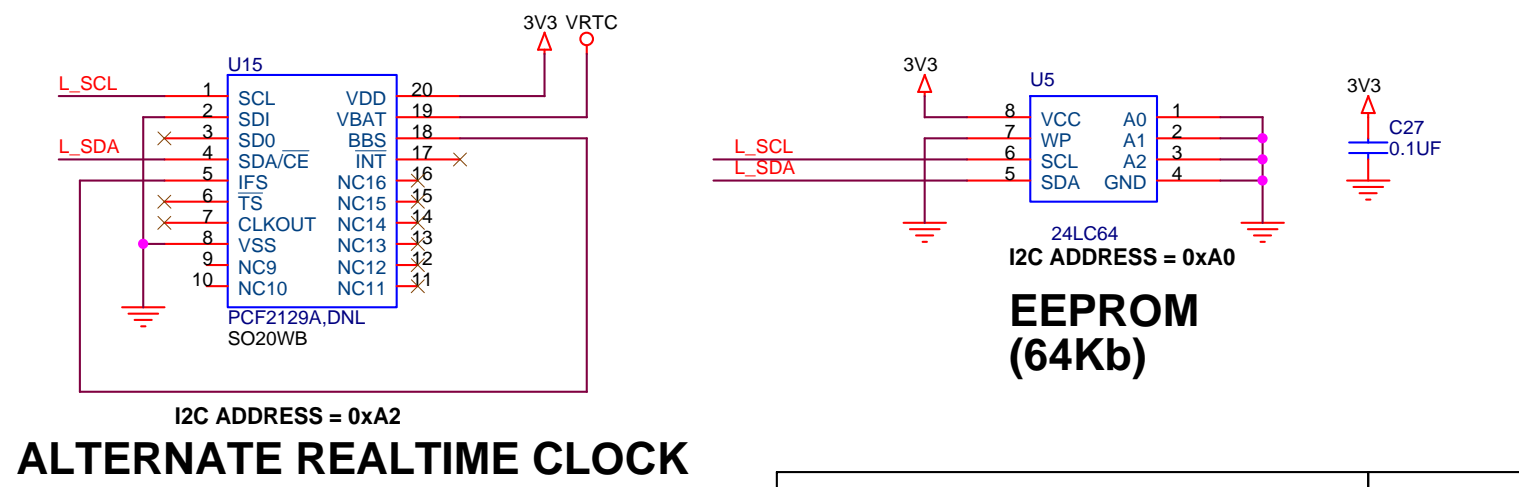 3V3 VRTC
U15
L_SCL
1 SCL VDD 20
2 SDI VBAT 19
3 SD0 BBS 18
L_SDA
4 SDA/CE INT 17
5 IFS NC16 16
6 TS NC15 15
7 CLKOUT NC14 14
8 VSS NC13 13
9 NC9 NC12 12
10 NC10 NC11 11
PCF2129A,DNL
SO20WB
I2C ADDRESS = 0xA2
ALTERNATE REALTIME CLOCK
3V3
U5
8 VCC A0 1
7 WP A1 2
L_SCL
6 SCL A2 3
L_SDA
5 SDA GND 4
24LC64
I2C ADDRESS = 0xA0
EEPROM
(64Kb)
3V3
C27
0.1UF